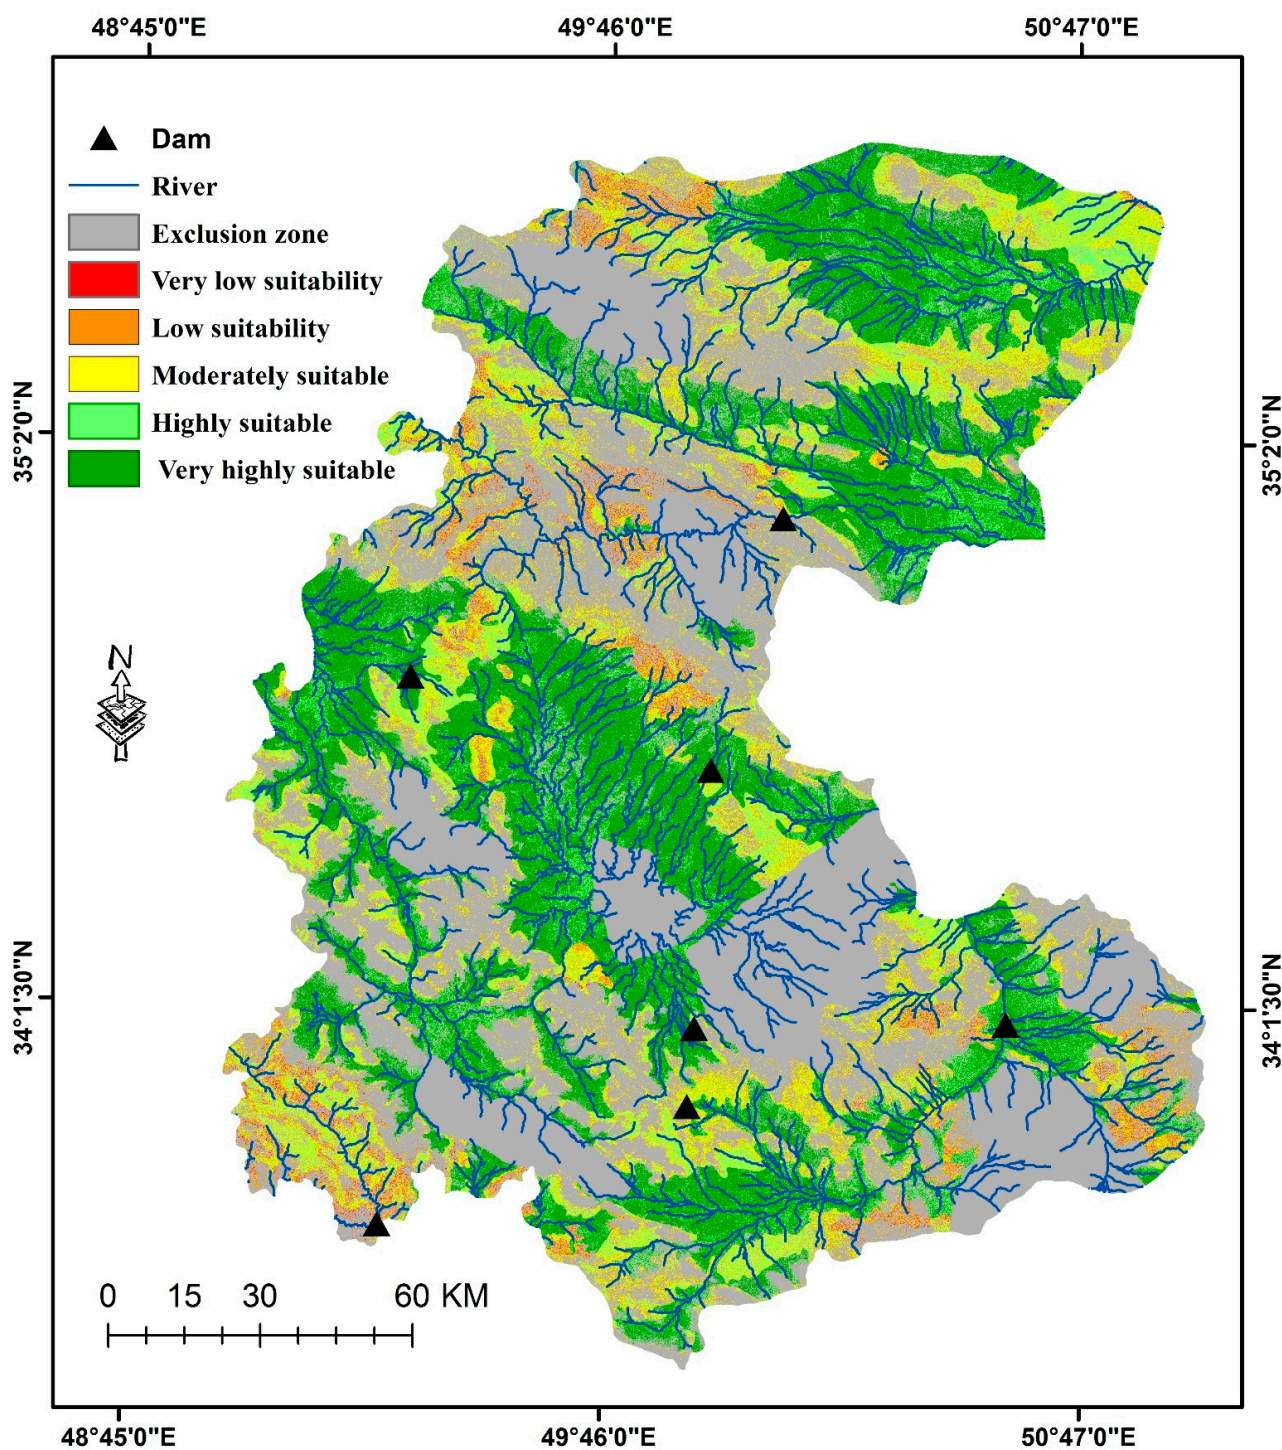 48°45'0"E 49°46'0"E 50°47'0"E
Dam
River
Exclusion zone
Very low suitability
Low suitability
Moderately suitable
Highly suitable
Very highly suitable
35°2'0"N
35°2'0"N
N
34°1'30"N
34°1'30"N
0 15 30 60 KM
48°45'0"E 49°46'0"E 50°47'0"E